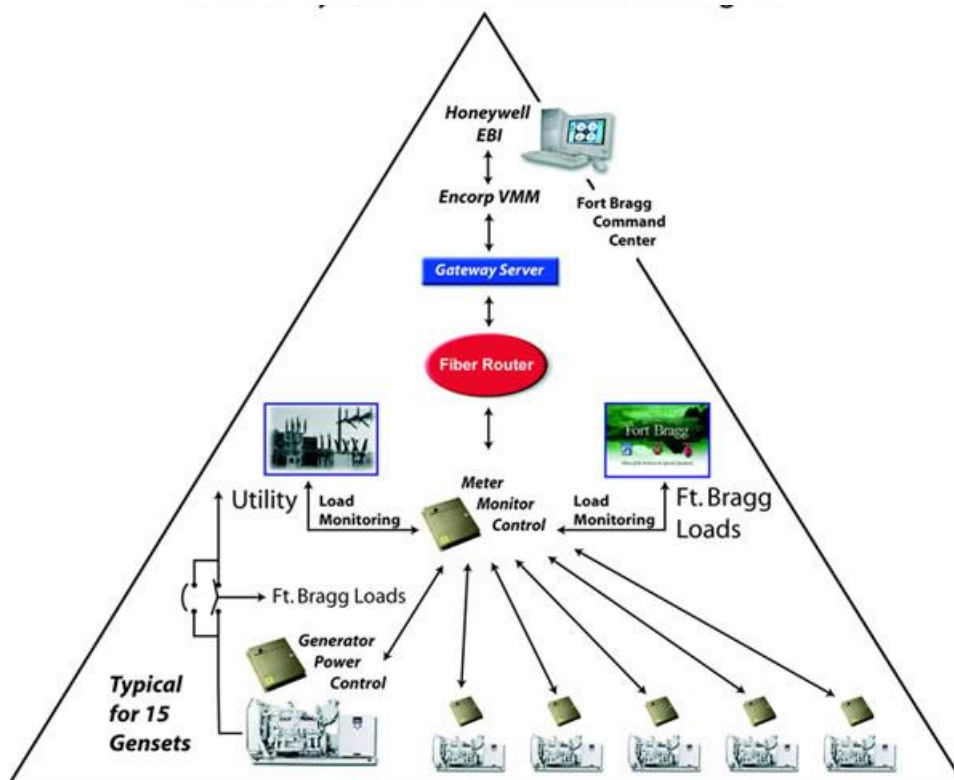 Honeywell
EBI
Encorp VMM
Fort Bragg
Command
Center
Gateway Server
Fiber Router
Fort Bragg
Utility
Load
Monitoring
Meter
Monitor
Control
Load
Monitoring
Ft. Bragg
Loads
Ft. Bragg Loads
Generator
Power
Control
Typical
for 15
Gensets